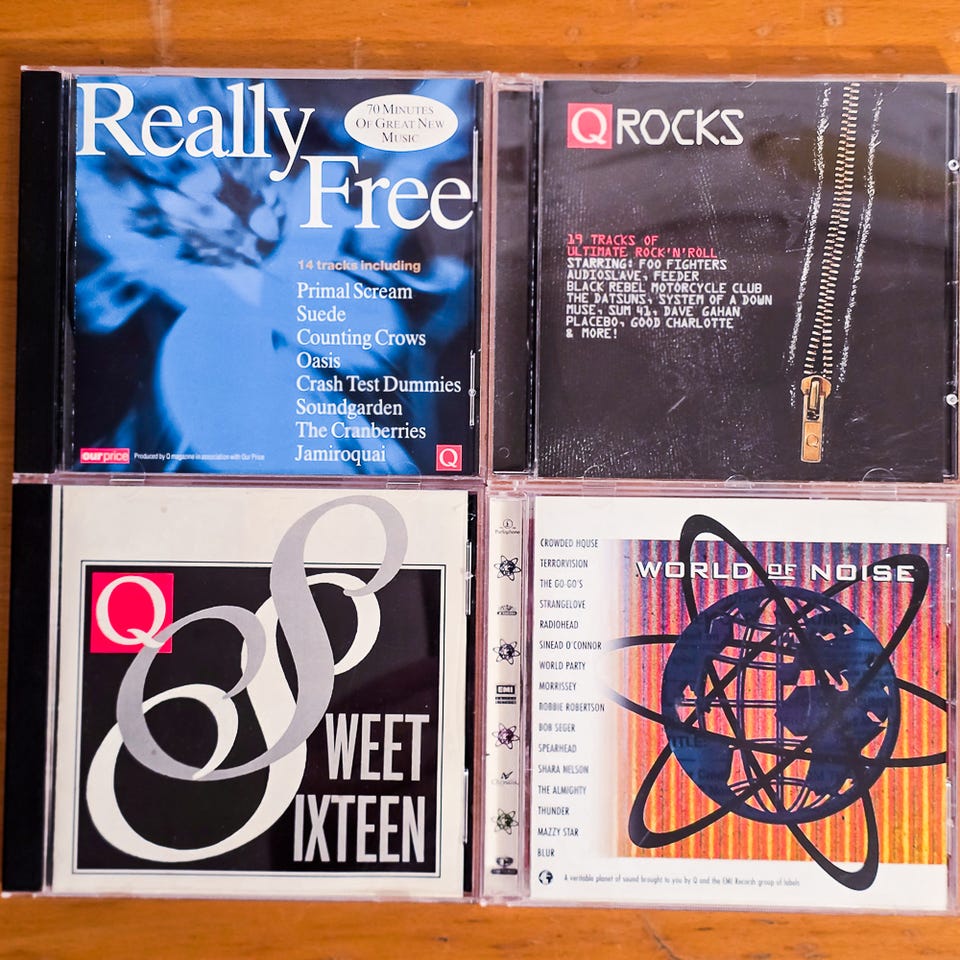 Really
Free
70 MINUTES
OF GREAT NEW
MUSIC
14 tracks including
Primal Scream
Suede
Counting Crows
Oasis
Crash Test Dummies
Soundgarden
The Cranberries
Jamiroquai
our price
Produced by Q magazine in association with Our Price
Q
Q ROCKS
19 TRACKS OF
ULTIMATE ROCK'N'ROLL
STARRING: FOO FIGHTERS
AUDIOSLAVE, FEEDER
BLACK REBEL MOTORCYCLE CLUB
THE DATSUNS, SYSTEM OF A DOWN
MUSE, SUM 41, DAVE GAHAN
PLACEBO, GOOD CHARLOTTE
& MORE!
Q
Q
SWEET
SIXTEEN
Parlophone
EMI
Chrysalis
CROWDED HOUSE
TERRORVISION
THE GO-GO'S
STRANGELOVE
RADIOHEAD
SINEAD O'CONNOR
WORLD PARTY
MORRISSEY
ROBBIE ROBERTSON
BOB SEGER
SPEARHEAD
SHARA NELSON
THE ALMIGHTY
THUNDER
MAZZY STAR
BLUR
WORLD OF NOISE
A veritable planet of sound brought to you by Q and the EMI Records group of labels